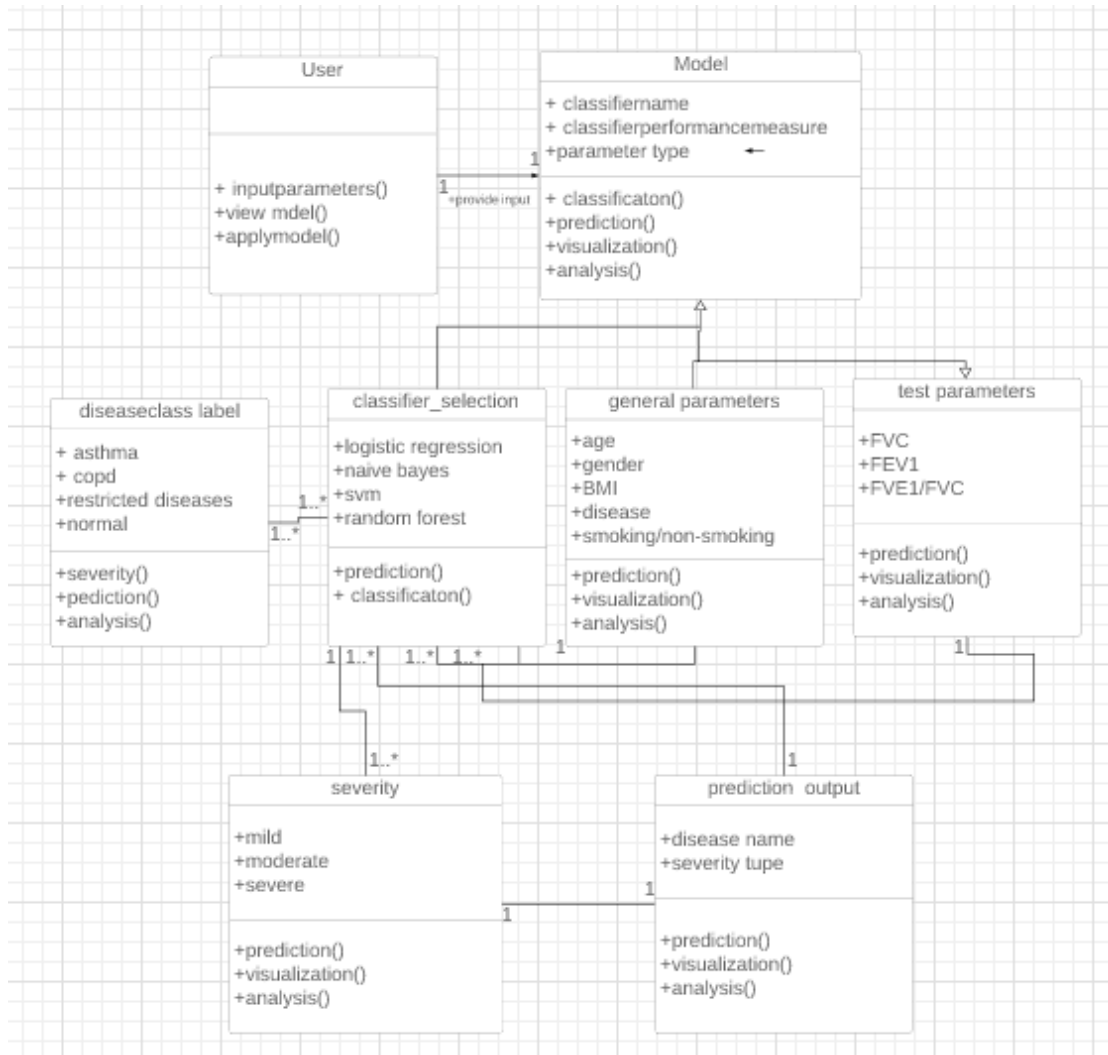 User
+ inputparameters()
+view mdel()
+applymodel()
1
1
+provide input
Model
+ classifiername
+ classifierperformancemeasure
+parameter type
+ classificaton()
+prediction()
+visualization()
+analysis()
diseaseclass label
+ asthma
+ copd
+restricted diseases
+normal
+severity()
+pediction()
+analysis()
1..*
1..*
classifier_selection
+logistic regression
+naive bayes
+svm
+random forest
+prediction()
+ classificaton()
general parameters
+age
+gender
+BMI
+disease
+smoking/non-smoking
+prediction()
+visualization()
+analysis()
test parameters
+FVC
+FEV1
+FVE1/FVC
+prediction()
+visualization()
+analysis()
1 1..* 1..* 1..* 1 1
1..*
1
severity
+mild
+moderate
+severe
+prediction()
+visualization()
+analysis()
1
1
prediction output
+disease name
+severity tupe
+prediction()
+visualization()
+analysis()